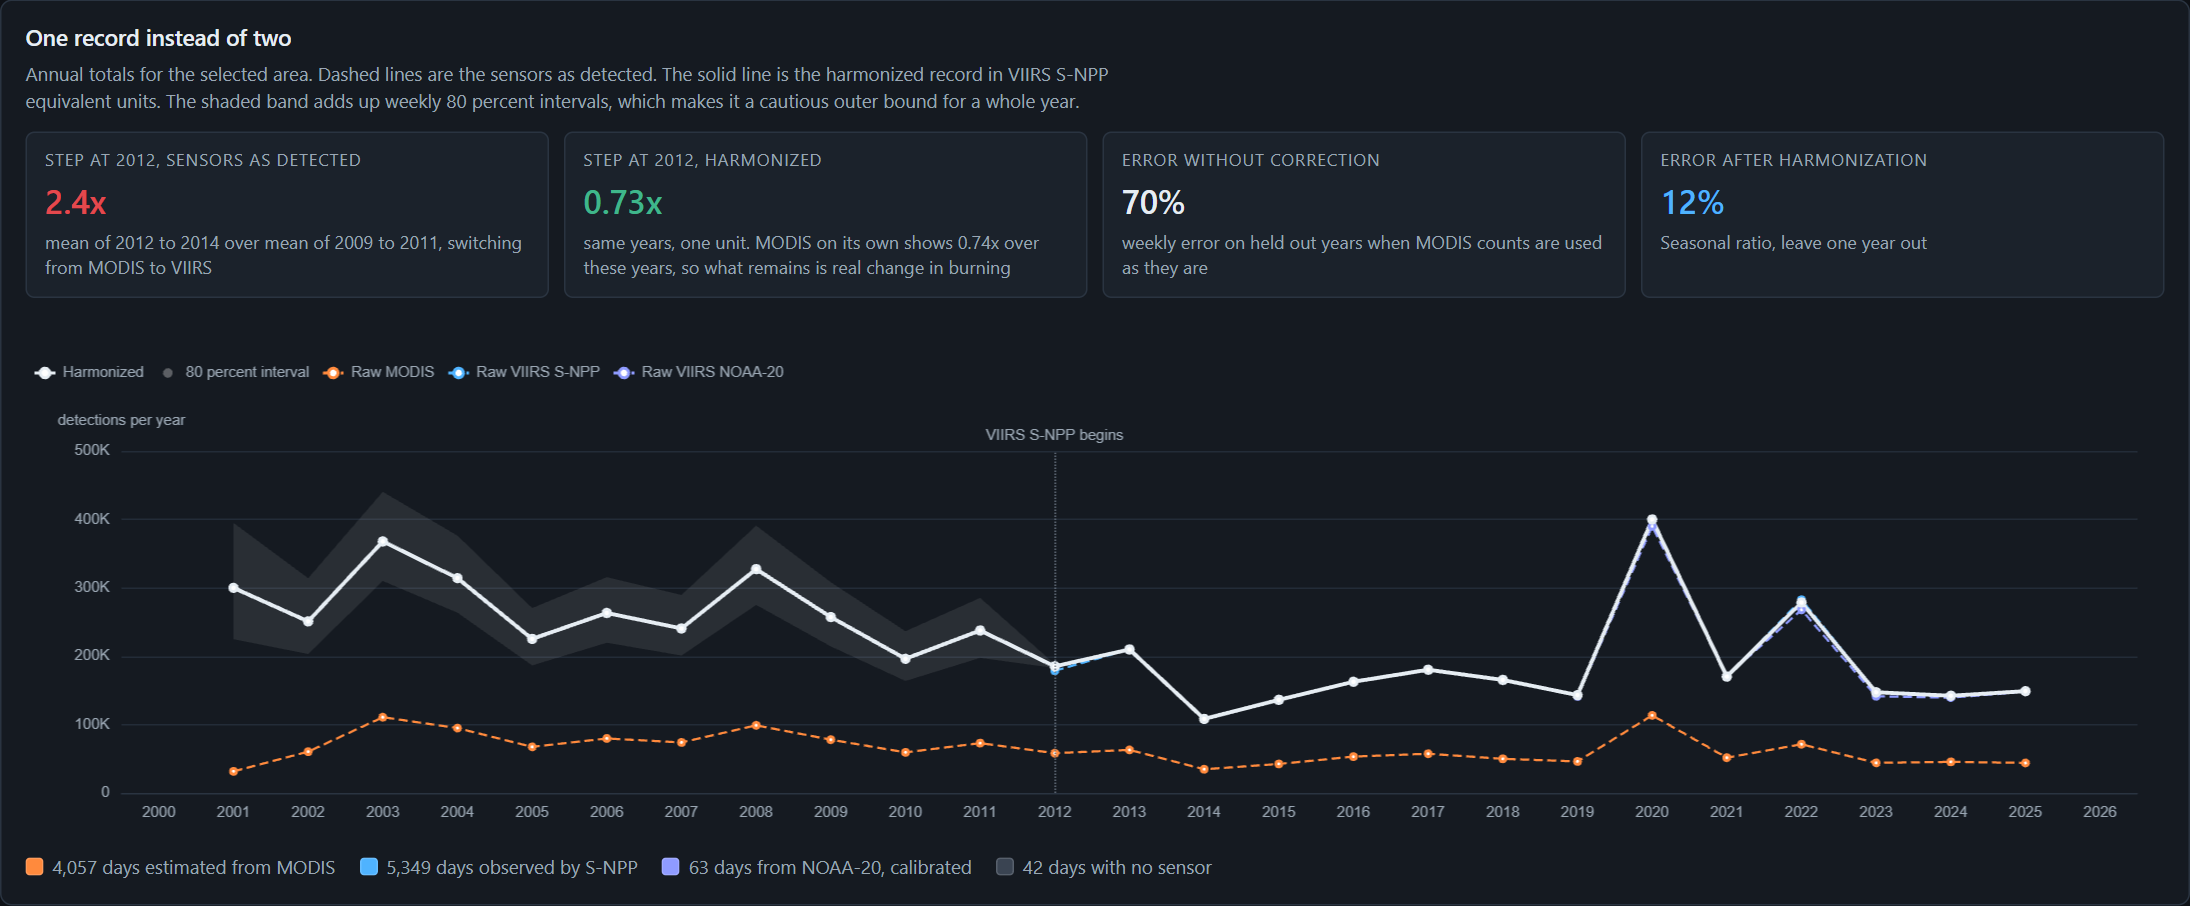 One record instead of two
Annual totals for the selected area. Dashed lines are the sensors as detected. The solid line is the harmonized record in VIIRS S-NPP
equivalent units. The shaded band adds up weekly 80 percent intervals, which makes it a cautious outer bound for a whole year.
STEP AT 2012, SENSORS AS DETECTED
2.4x
mean of 2012 to 2014 over mean of 2009 to 2011, switching
from MODIS to VIIRS
STEP AT 2012, HARMONIZED
0.73x
same years, one unit. MODIS on its own shows 0.74x over
these years, so what remains is real change in burning
ERROR WITHOUT CORRECTION
70%
weekly error on held out years when MODIS counts are used
as they are
ERROR AFTER HARMONIZATION
12%
Seasonal ratio, leave one year out
Harmonized 80 percent interval Raw MODIS Raw VIIRS S-NPP Raw VIIRS NOAA-20
detections per year
VIIRS S-NPP begins
500K
400K
300K
200K
100K
0
2000 2001 2002 2003 2004 2005 2006 2007 2008 2009 2010 2011 2012 2013 2014 2015 2016 2017 2018 2019 2020 2021 2022 2023 2024 2025 2026
4,057 days estimated from MODIS 5,349 days observed by S-NPP 63 days from NOAA-20, calibrated 42 days with no sensor